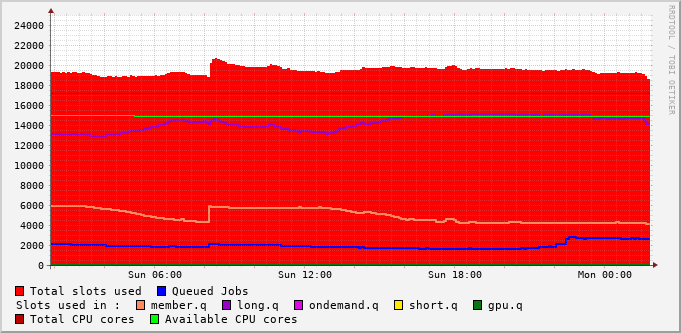 RRDTOOL / TOBI OETIKER
24000
22000
20000
18000
16000
14000
12000
10000
8000
6000
4000
2000
0
Sun 06:00 Sun 12:00 Sun 18:00 Mon 00:00
Total slots used Queued Jobs
Slots used in : member.q long.q ondemand.q short.q gpu.q
Total CPU cores Available CPU cores